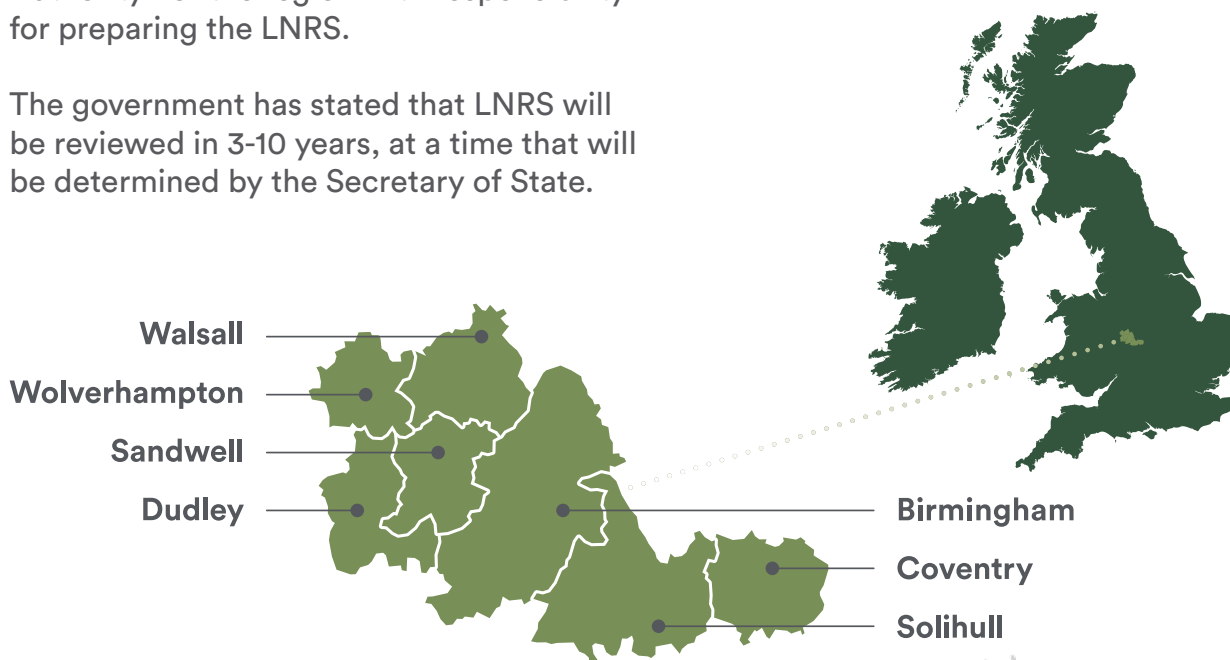 for preparing the LNRS.
The government has stated that LNRS will
be reviewed in 3-10 years, at a time that will
be determined by the Secretary of State.
Walsall
Wolverhampton
Sandwell
Dudley
Birmingham
Coventry
Solihull